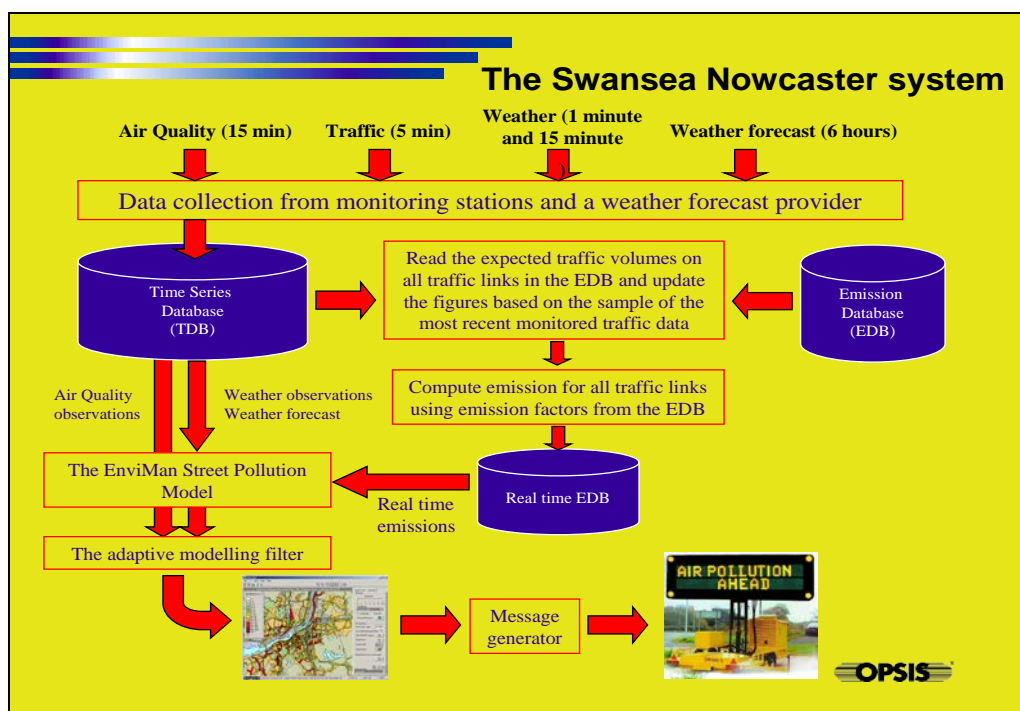 The Swansea Nowcaster system
Air Quality (15 min)
Traffic (5 min)
Weather (1 minute
and 15 minute
)
Weather forecast (6 hours)
Data collection from monitoring stations and a weather forecast provider
Time Series
Database
(TDB)
Read the expected traffic volumes on
all traffic links in the EDB and update
the figures based on the sample of the
most recent monitored traffic data
Emission
Database
(EDB)
Air Quality
observations
Weather observations
Weather forecast
Compute emission for all traffic links
using emission factors from the EDB
The EnviMan Street Pollution
Model
Real time
emissions
Real time EDB
The adaptive modelling filter
Message
generator
AIR POLLUTION
AHEAD
OPSIS